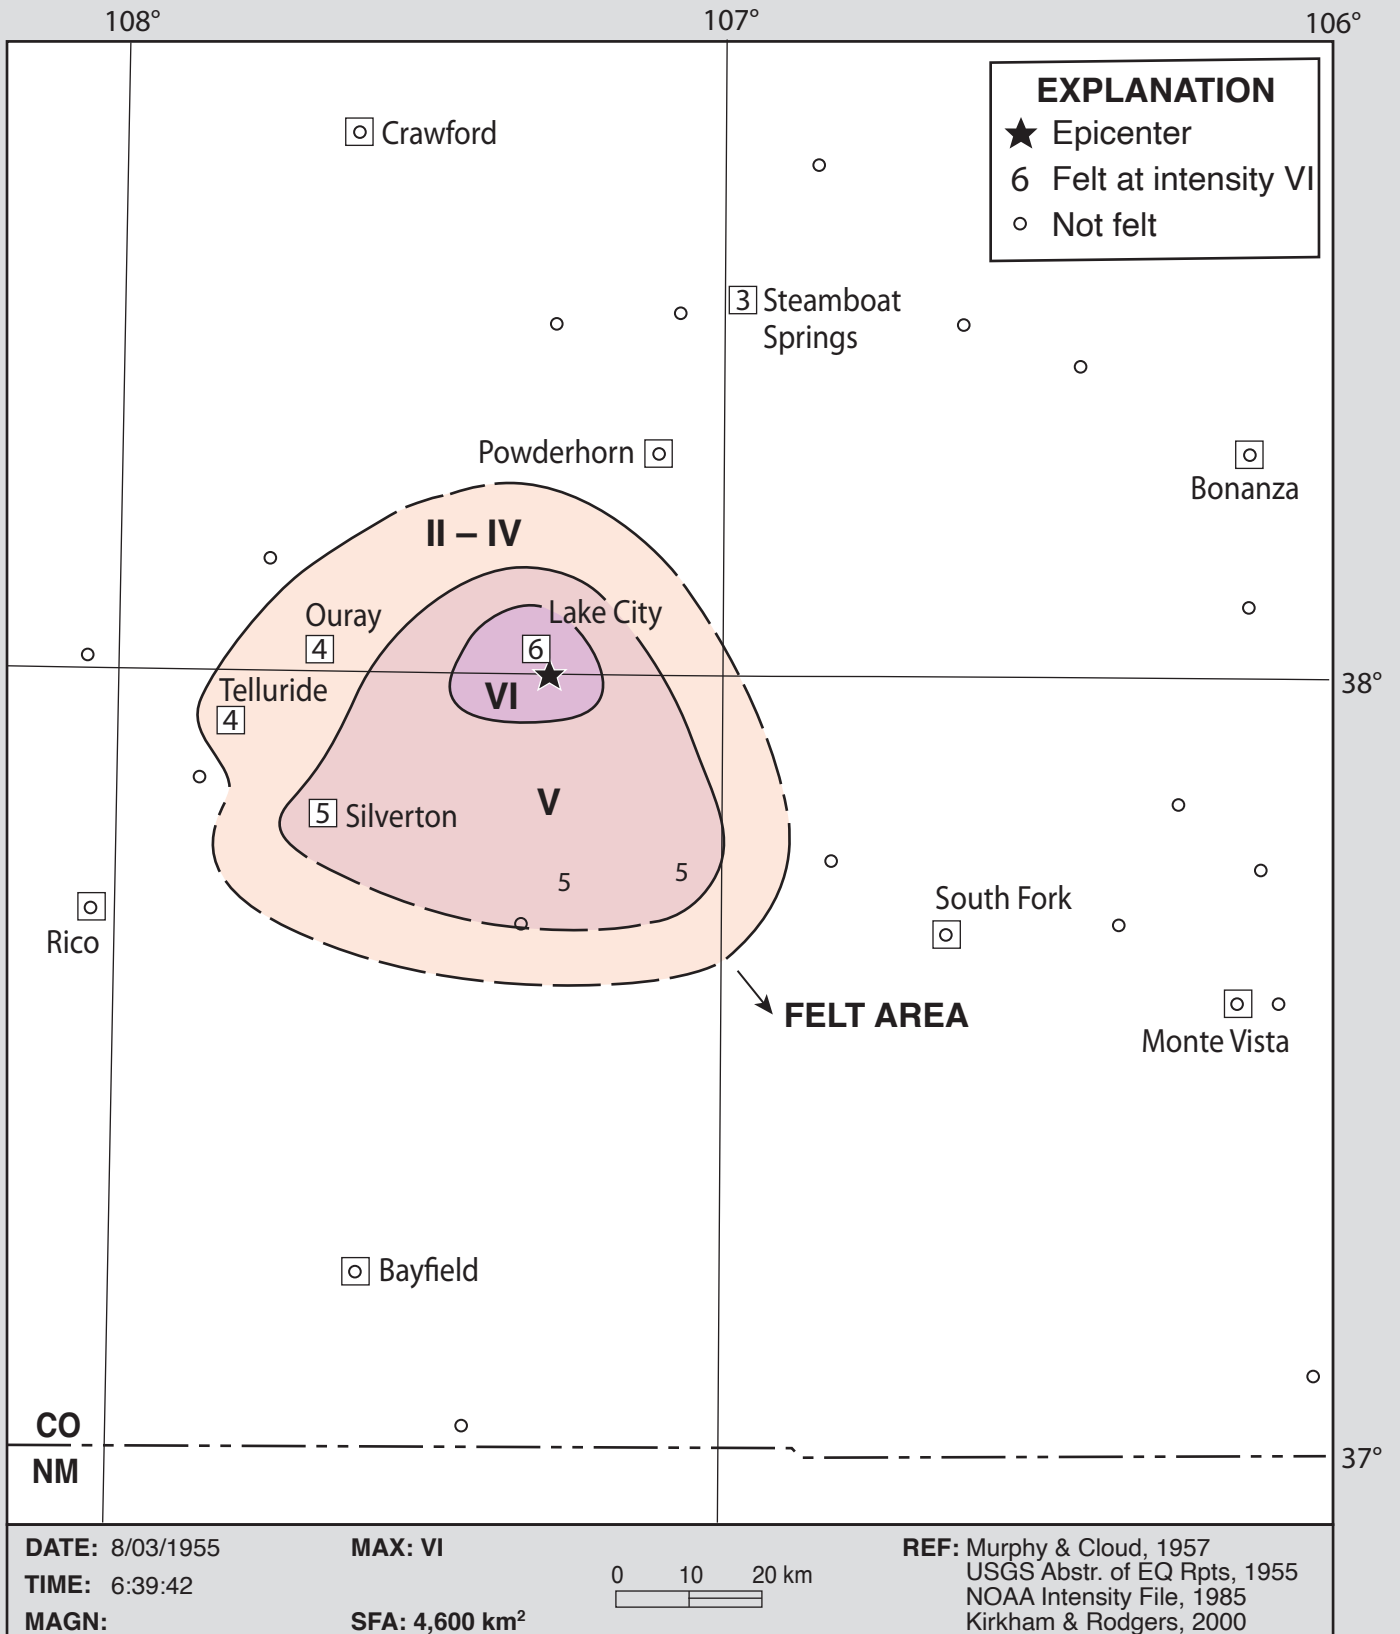 108°
107°
106°
EXPLANATION
Epicenter
6 Felt at intensity VI
Not felt
Crawford
3 Steamboat
Springs
Powderhorn
Bonanza
II – IV
Ouray
4
Lake City
6
38°
Telluride
4
VI
V
5 Silverton
5
5
South Fork
Rico
FELT AREA
Monte Vista
Bayfield
CO
NM
37°
DATE: 8/03/1955
TIME: 6:39:42
MAGN:
MAX: VI
SFA: 4,600 km²
0 10 20 km
REF: Murphy & Cloud, 1957
USGS Abstr. of EQ Rpts, 1955
NOAA Intensity File, 1985
Kirkham & Rodgers, 2000